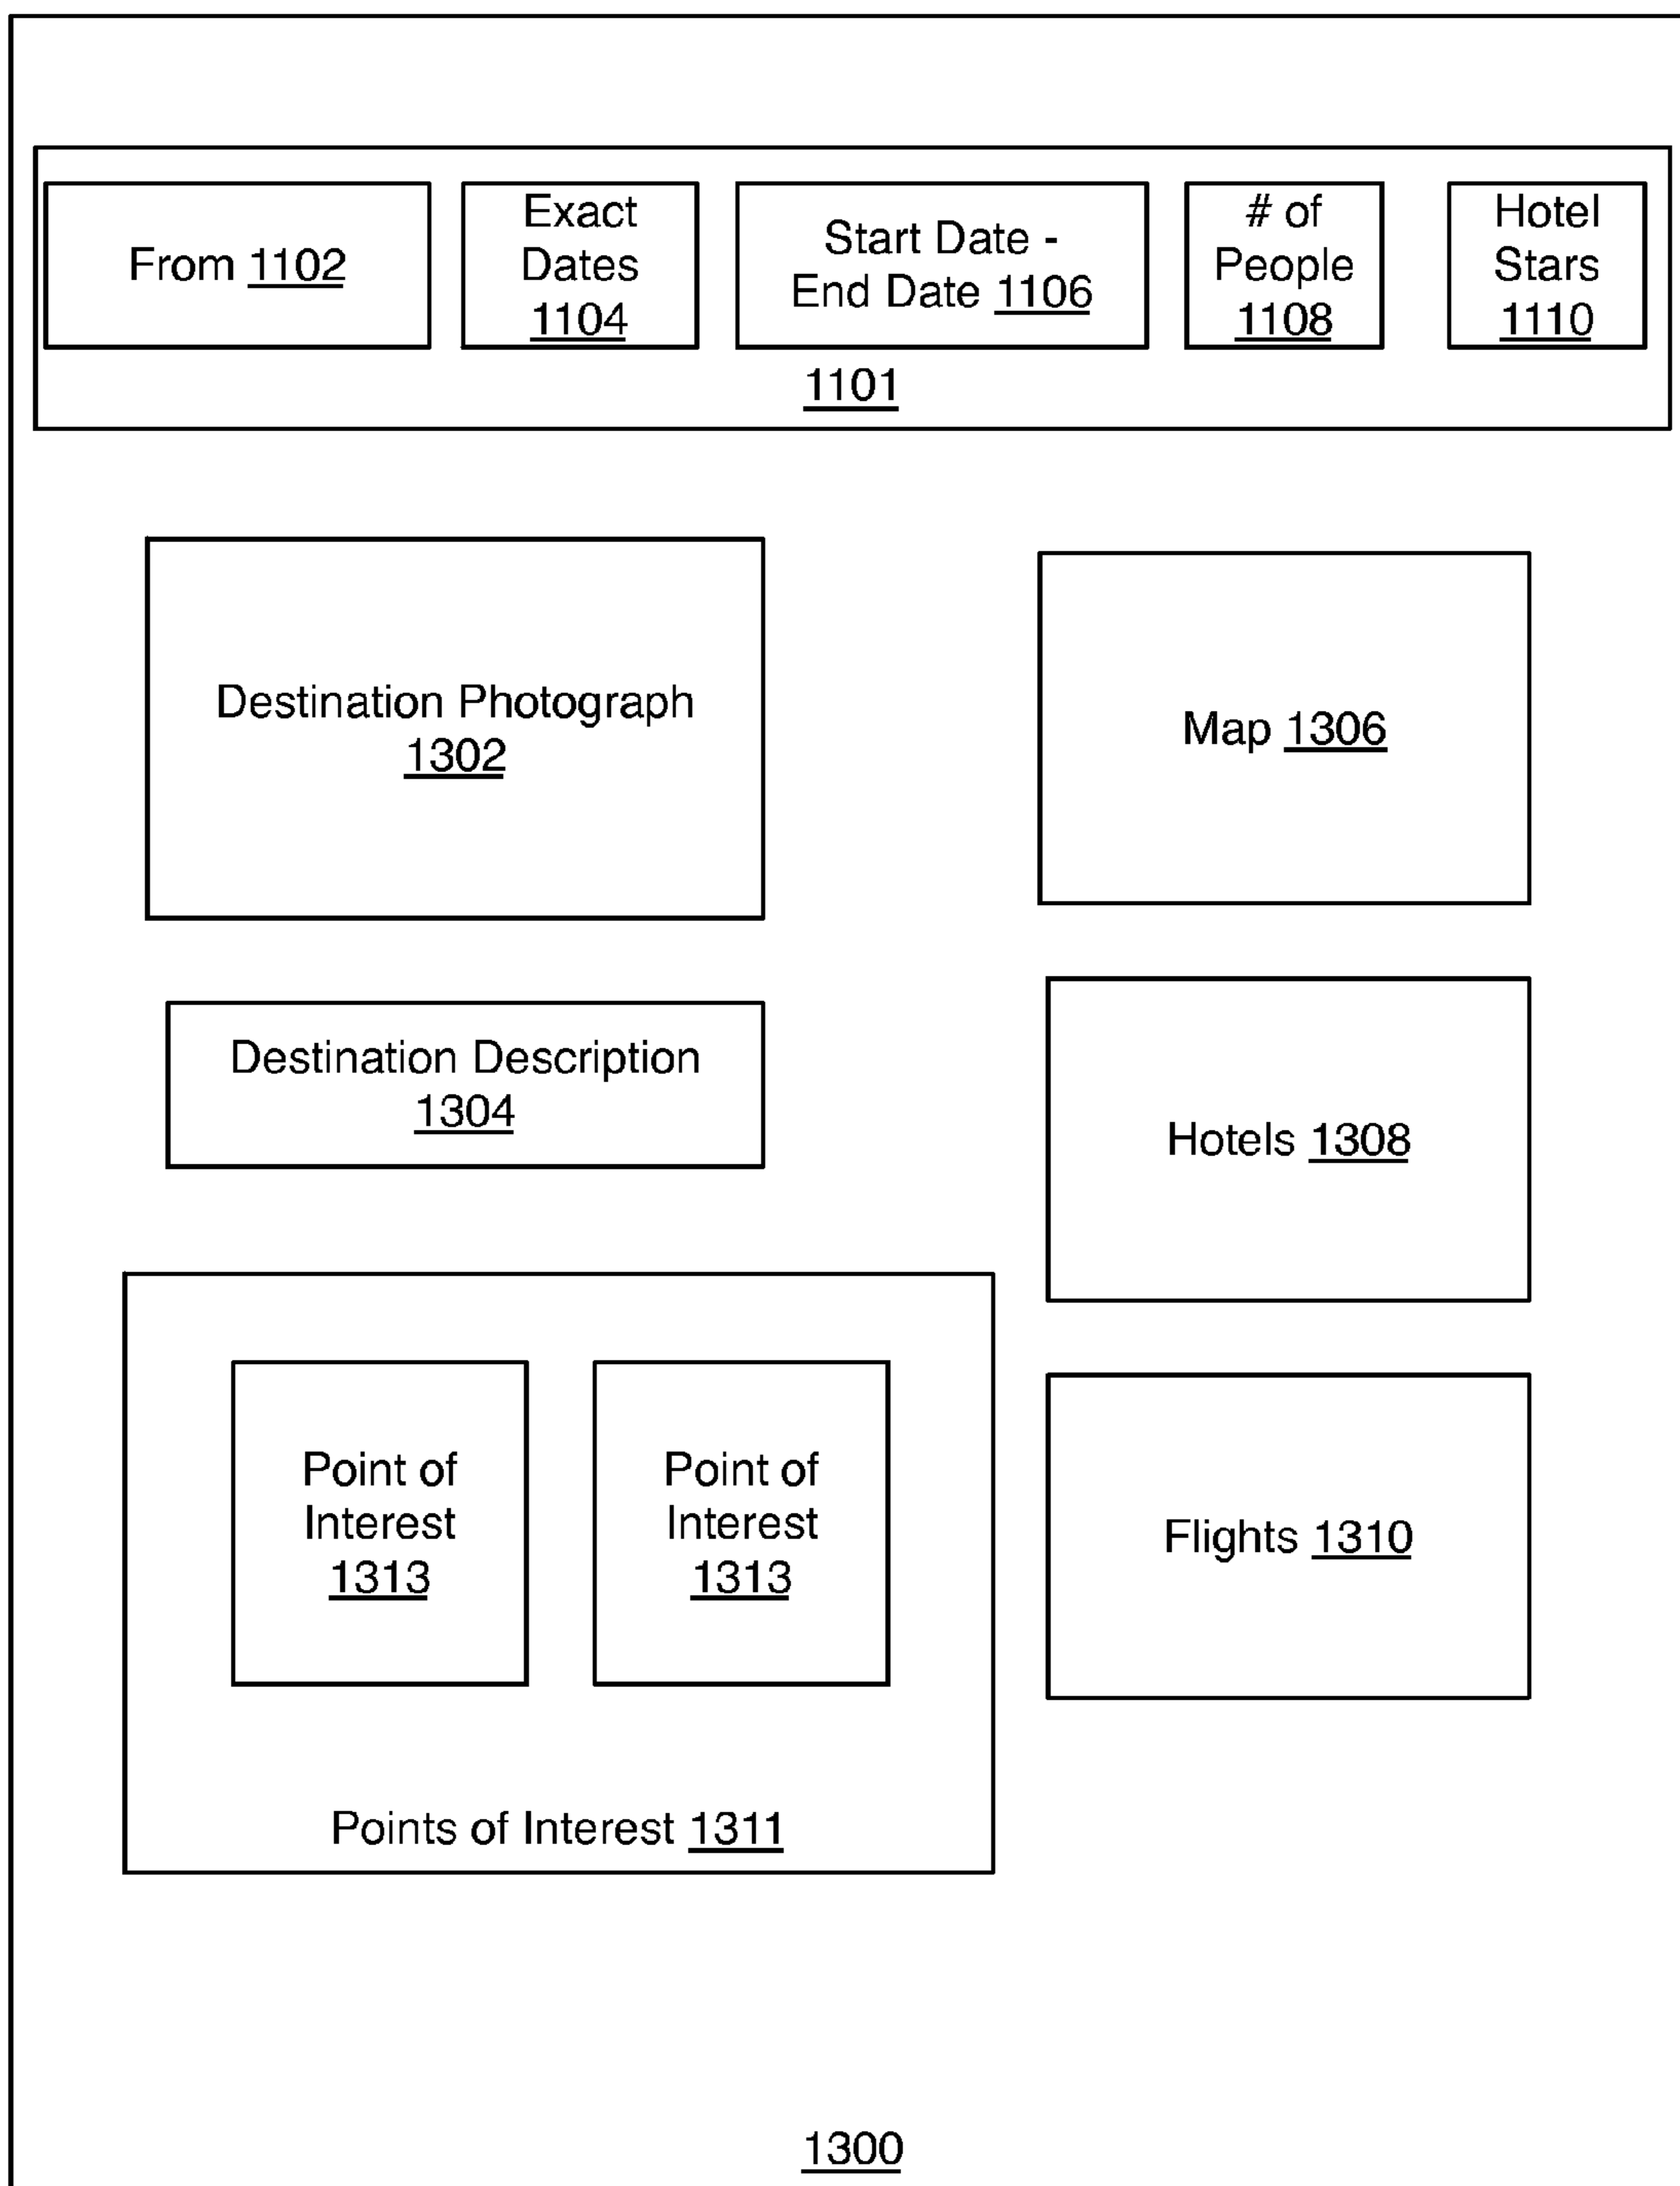 From 1102
Exact
Dates
1104
Start Date -
End Date 1106
# of
People
1108
Hotel
Stars
1110
1101
Destination Photograph
1302
Map 1306
Destination Description
1304
Hotels 1308
Point of
Interest
1313
Point of
Interest
1313
Flights 1310
Points of Interest 1311
1300